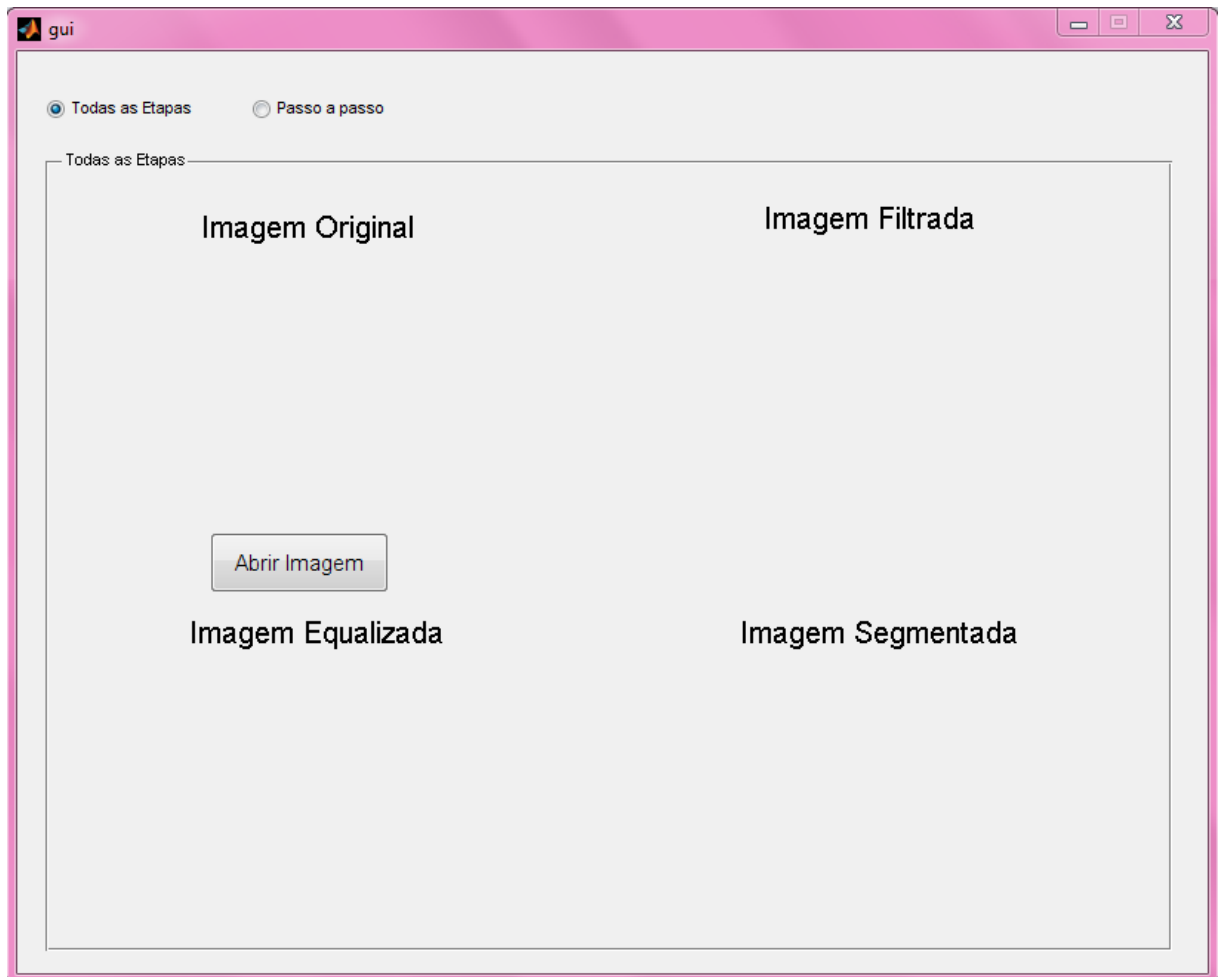 gui
Todas as Etapas
Passo a passo
Todas as Etapas
Imagem Original
Imagem Filtrada
Abrir Imagem
Imagem Equalizada
Imagem Segmentada